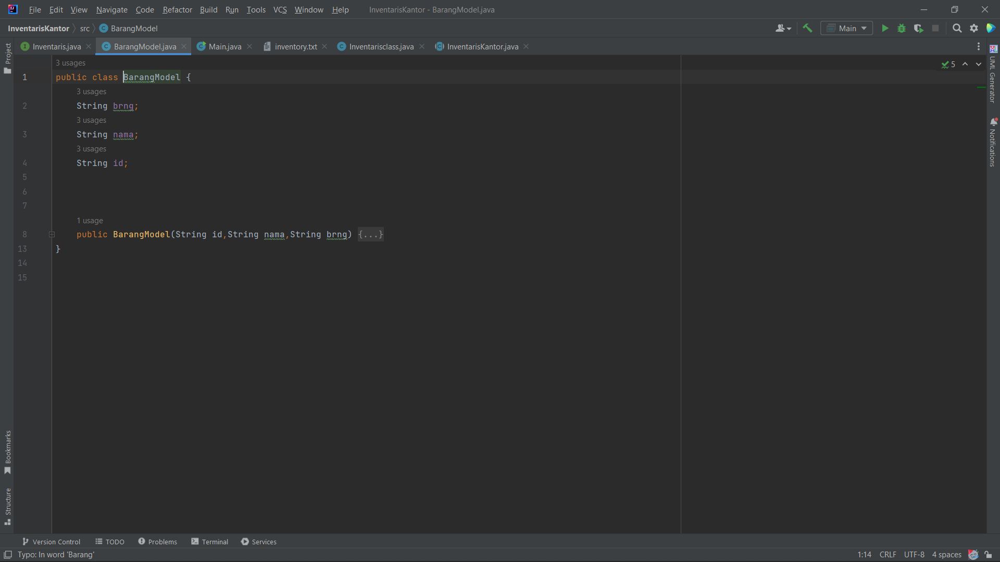 File Edit View Navigate Code Refactor Build Run Tools VCS Window Help InventarisKantor - BarangModel.java
InventarisKantor src BarangModel Main
Inventaris.java BarangModel.java Main.java inventory.txt Inventarisclass.java InventarisKantor.java
Project
Bookmarks
Structure
3 usages
5
1 public class BarangModel {
3 usages
2 String brng;
3 usages
3 String nama;
3 usages
4 String id;
5
6
7
1 usage
8 public BarangModel(String id,String nama,String brng) {...}
13 }
14
15
UML Generator
Notifications
Version Control TODO Problems Terminal Services
Typo: In word 'Barang' 1:14 CRLF UTF-8 4 spaces